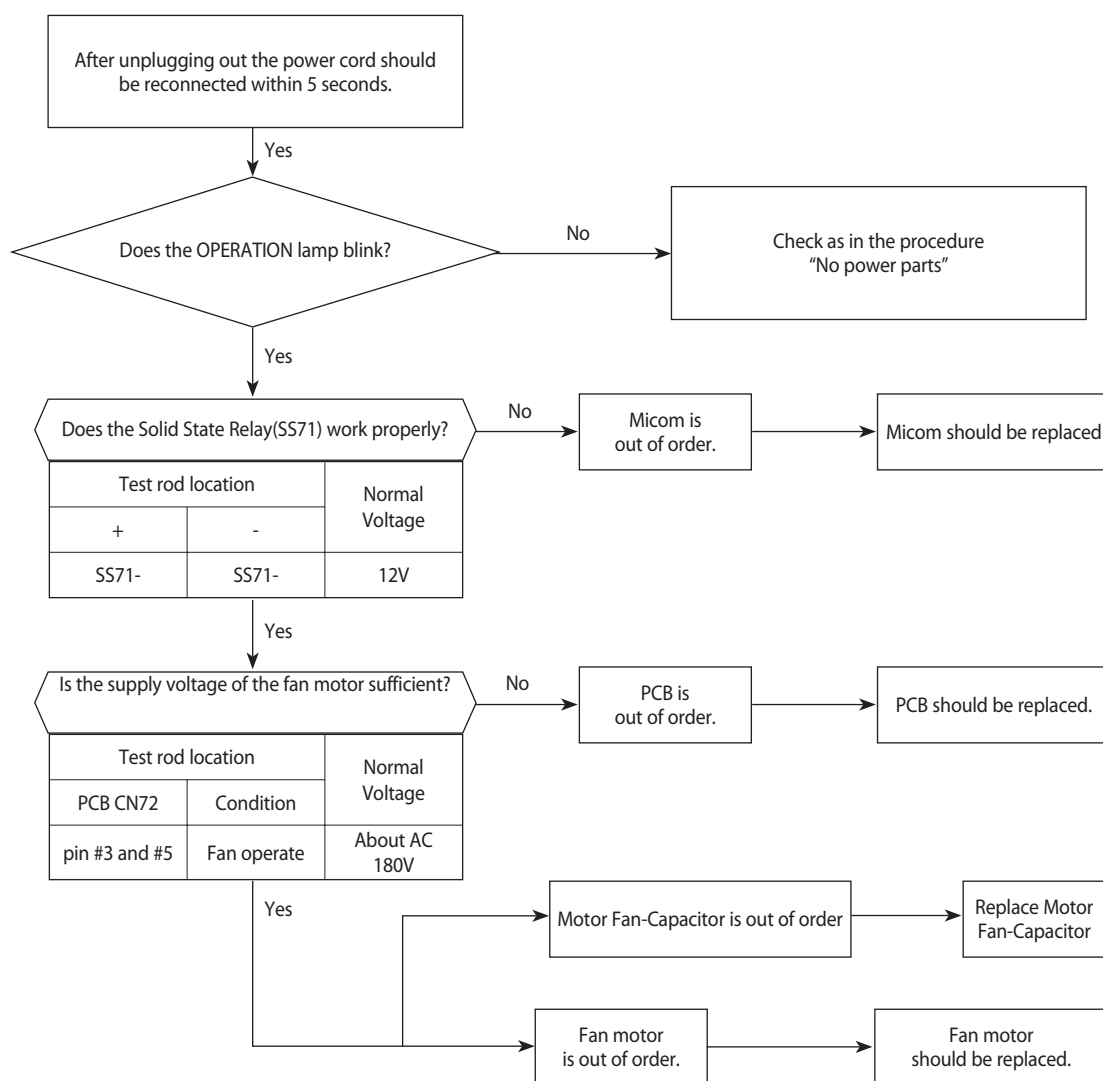 After unplugging out the power cord should
be reconnected within 5 seconds.
Yes
Does the OPERATION lamp blink?
No
Check as in the procedure
“No power parts”
Yes
Does the Solid State Relay(SS71) work properly?
No
Micom is
out of order.
Micom should be replaced
Test rod location
Normal
Voltage
+
-
SS71-
SS71-
12V
Yes
Is the supply voltage of the fan motor sufficient?
No
PCB is
out of order.
PCB should be replaced.
Test rod location
Normal
Voltage
PCB CN72
Condition
pin #3 and #5
Fan operate
About AC
180V
Yes
Motor Fan-Capacitor is out of order
Replace Motor
Fan-Capacitor
Fan motor
is out of order.
Fan motor
should be replaced.